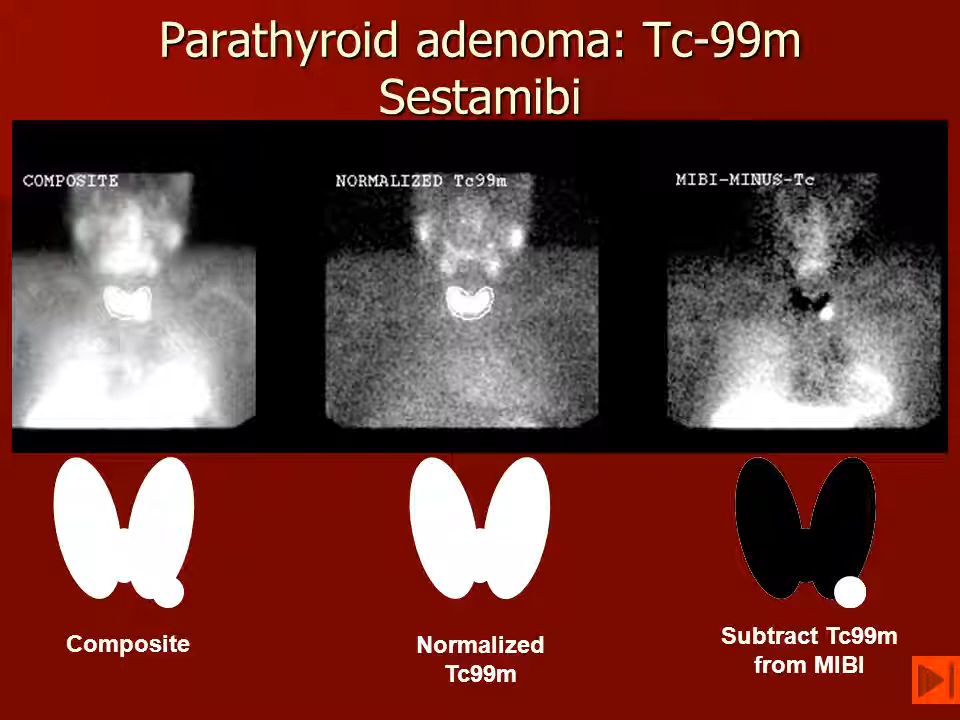 Parathyroid adenoma: Tc-99m
Sestamibi
COMPOSITE
NORMALIZED Tc99m
MIBI-MINUS-Tc
Composite
Normalized
Tc99m
Subtract Tc99m
from MIBI